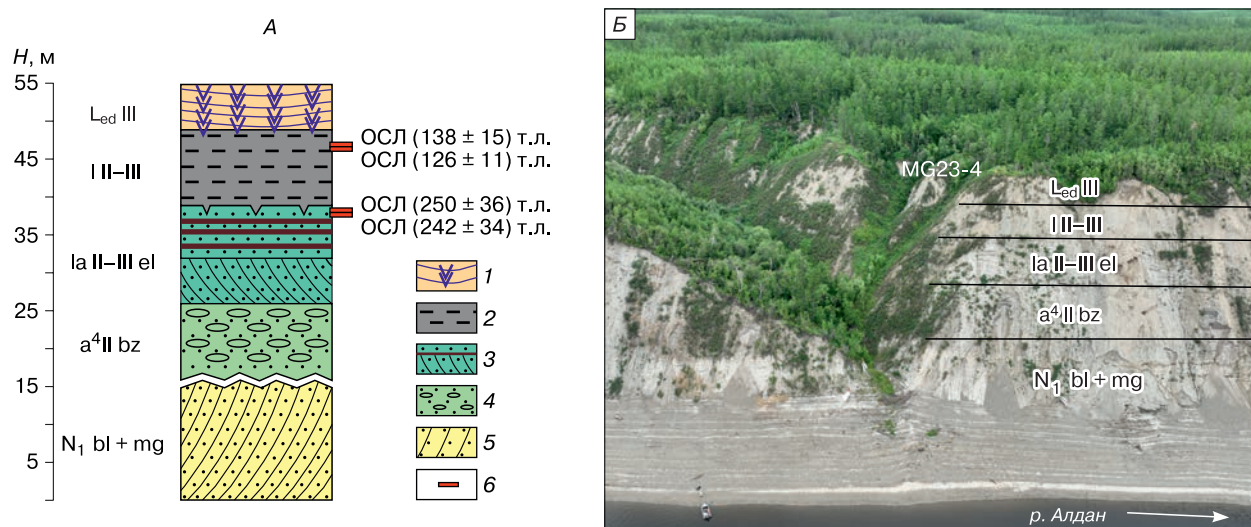 А
H, м
55
45
35
25
15
5
L_ed III
l II–III
la II–III el
a⁴II bz
N₁ bl + mg
ОСЛ (138 ± 15) т.л.
ОСЛ (126 ± 11) т.л.
ОСЛ (250 ± 36) т.л.
ОСЛ (242 ± 34) т.л.
1
2
3
4
5
6
Б
MG23-4
L_ed III
l II–III
la II–III el
a⁴ II bz
N₁ bl + mg
р. Алдан